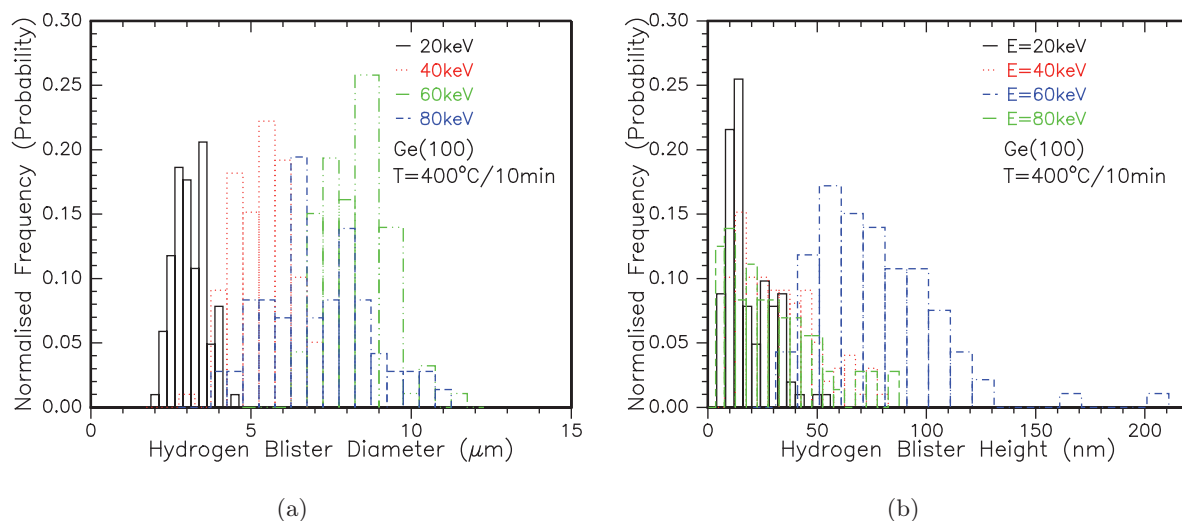 0.30
0.25
0.20
0.15
0.10
0.05
0.00
Normalised Frequency (Probability)
20keV
40keV
60keV
80keV
Ge(100)
T=400°C/10min
0 5 10 15
Hydrogen Blister Diameter (μm)
(a)
0.30
0.25
0.20
0.15
0.10
0.05
0.00
Normalised Frequency (Probability)
E=20keV
E=40keV
E=60keV
E=80keV
Ge(100)
T=400°C/10min
0 50 100 150 200
Hydrogen Blister Height (nm)
(b)